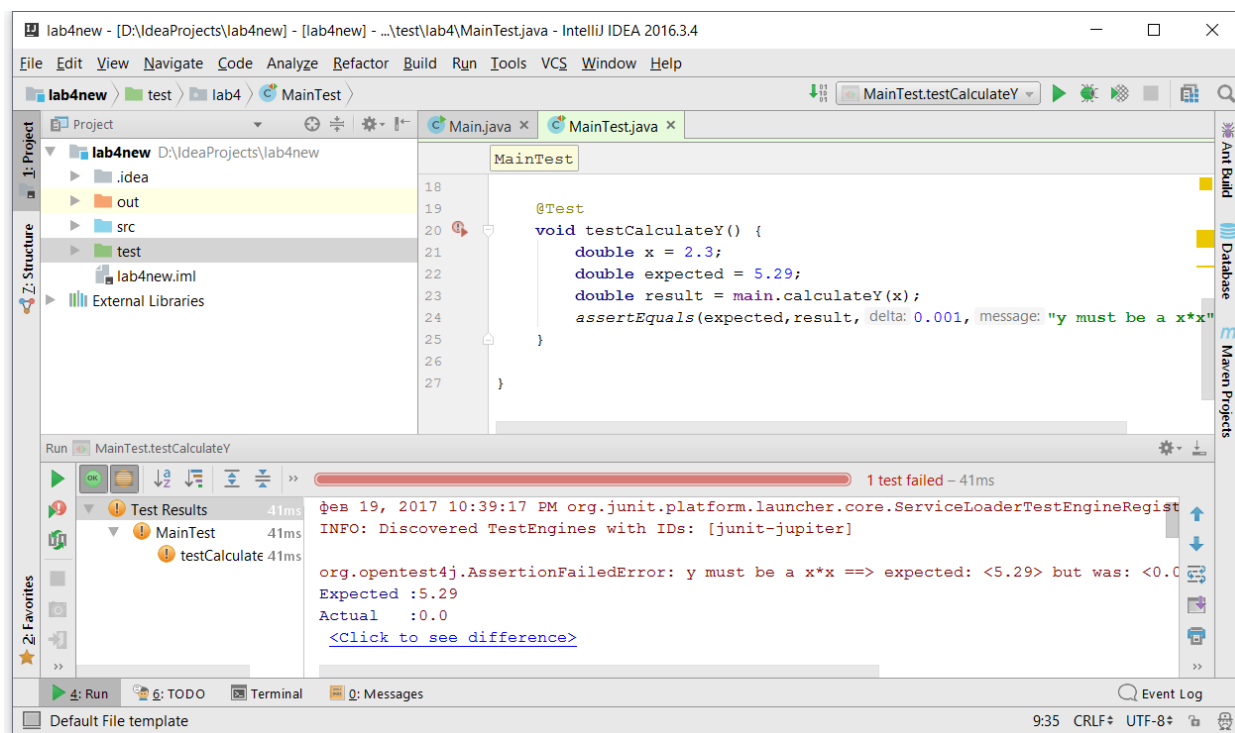 lab4new - [D:\IdeaProjects\lab4new] - [lab4new] - ...\test\lab4\MainTest.java - IntelliJ IDEA 2016.3.4
File Edit View Navigate Code Analyze Refactor Build Run Tools VCS Window Help
lab4new test lab4 MainTest
MainTest.testCalculateY
1: Project
Z: Structure
2: Favorites
Project
lab4new D:\IdeaProjects\lab4new
.idea
out
src
test
lab4new.iml
External Libraries
Main.java × MainTest.java ×
MainTest
18
19 @Test
20 void testCalculateY() {
21 double x = 2.3;
22 double expected = 5.29;
23 double result = main.calculateY(x);
24 assertEquals(expected,result, delta: 0.001, message: "y must be a x*x"
25 }
26
27 }
Ant Build
Database
Maven Projects
Run MainTest.testCalculateY
1 test failed – 41ms
Test Results 41ms
MainTest 41ms
testCalculate 41ms
фев 19, 2017 10:39:17 PM org.junit.platform.launcher.core.ServiceLoaderTestEngineRegist
INFO: Discovered TestEngines with IDs: [junit-jupiter]
org.opentest4j.AssertionFailedError: y must be a x*x ==> expected: <5.29> but was: <0.0
Expected :5.29
Actual :0.0
<Click to see difference>
4: Run 6: TODO Terminal 0: Messages Event Log
Default File template 9:35 CRLF UTF-8